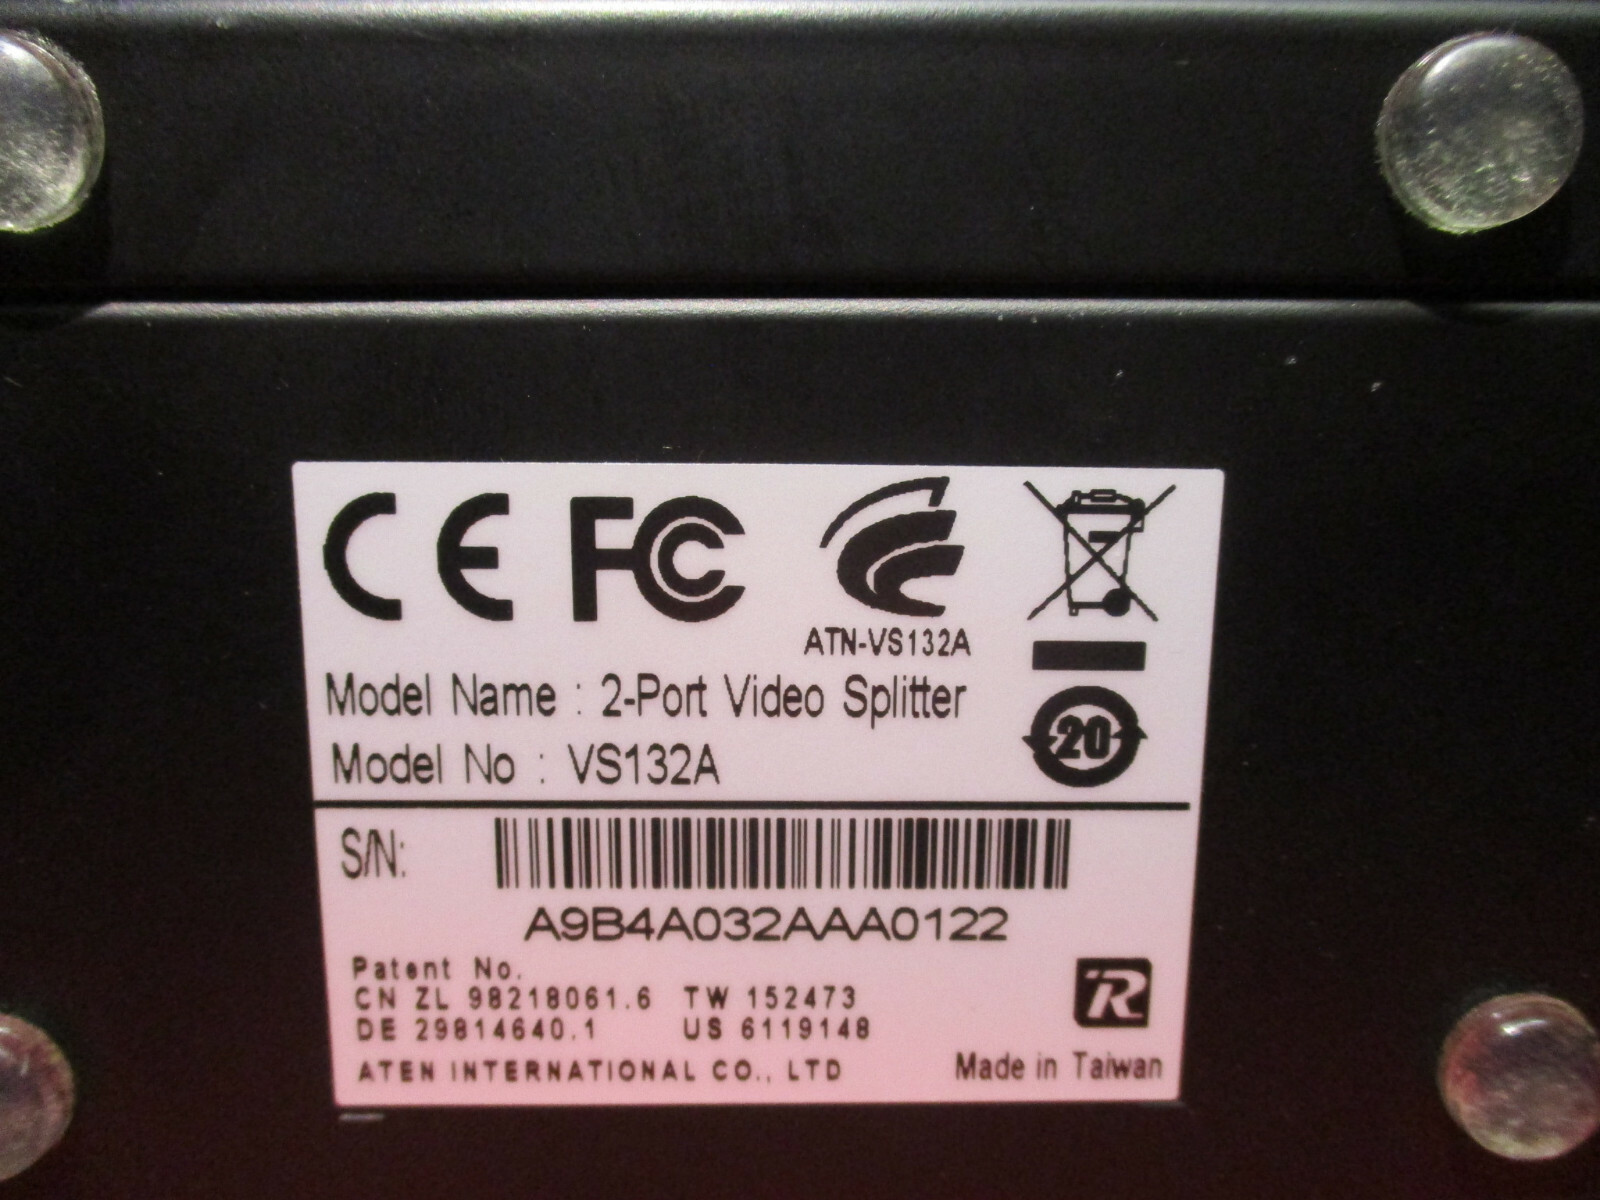 CE FC
ATN-VS132A
Model Name : 2-Port Video Splitter
20
Model No : VS132A
S/N:
A9B4A032AAA0122
Patent No.
CN ZL 98218061.6 TW 152473
DE 29814640.1 US 6119148
R
ATEN INTERNATIONAL CO., LTD
Made in Taiwan